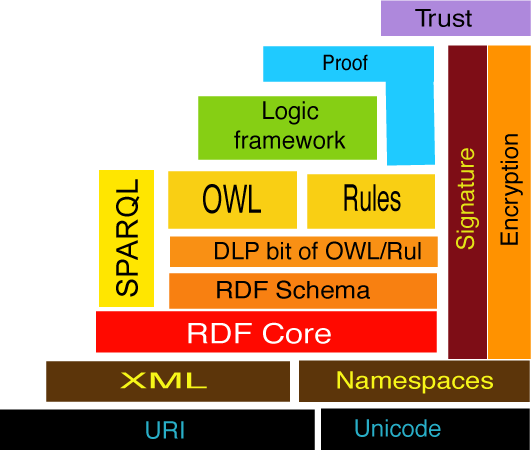 Trust
Proof
Logic
framework
SPARQL
OWL
Rules
Signature
Encryption
DLP bit of OWL/Rul
RDF Schema
RDF Core
XML
Namespaces
URI
Unicode